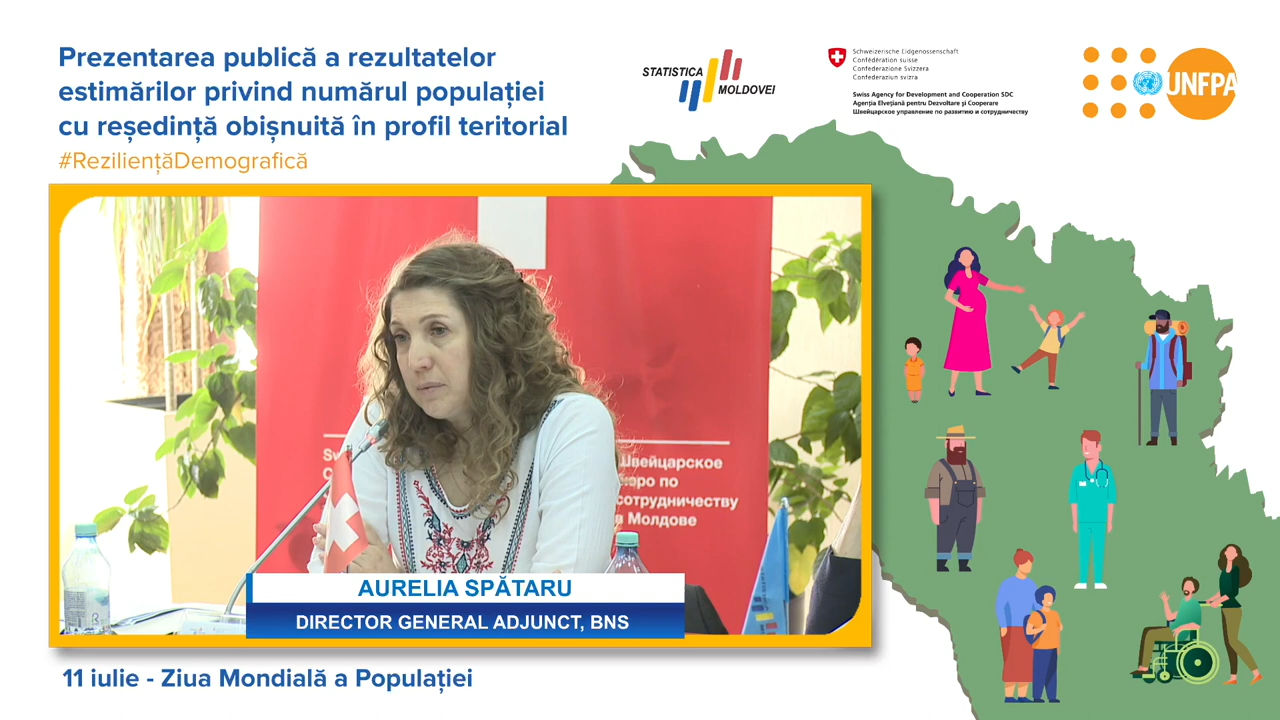 Prezentarea publică a rezultatelor
estimărilor privind numărul populației
cu reședință obișnuită în profil teritorial
#ReziliențăDemografică
STATISTICA
MOLDOVEI
Schweizerische Eidgenossenschaft
Confédération suisse
Confederazione Svizzera
Confederaziun svizra
Swiss Agency for Development and Cooperation SDC
Agenția Elvețiană pentru Dezvoltare și Cooperare
Швейцарское управление по развитию и сотрудничеству
UNFPA
Швейцарское
бюро по
сотрудничеству
в Молдове
AURELIA SPĂTARU
DIRECTOR GENERAL ADJUNCT, BNS
11 iulie - Ziua Mondială a Populației